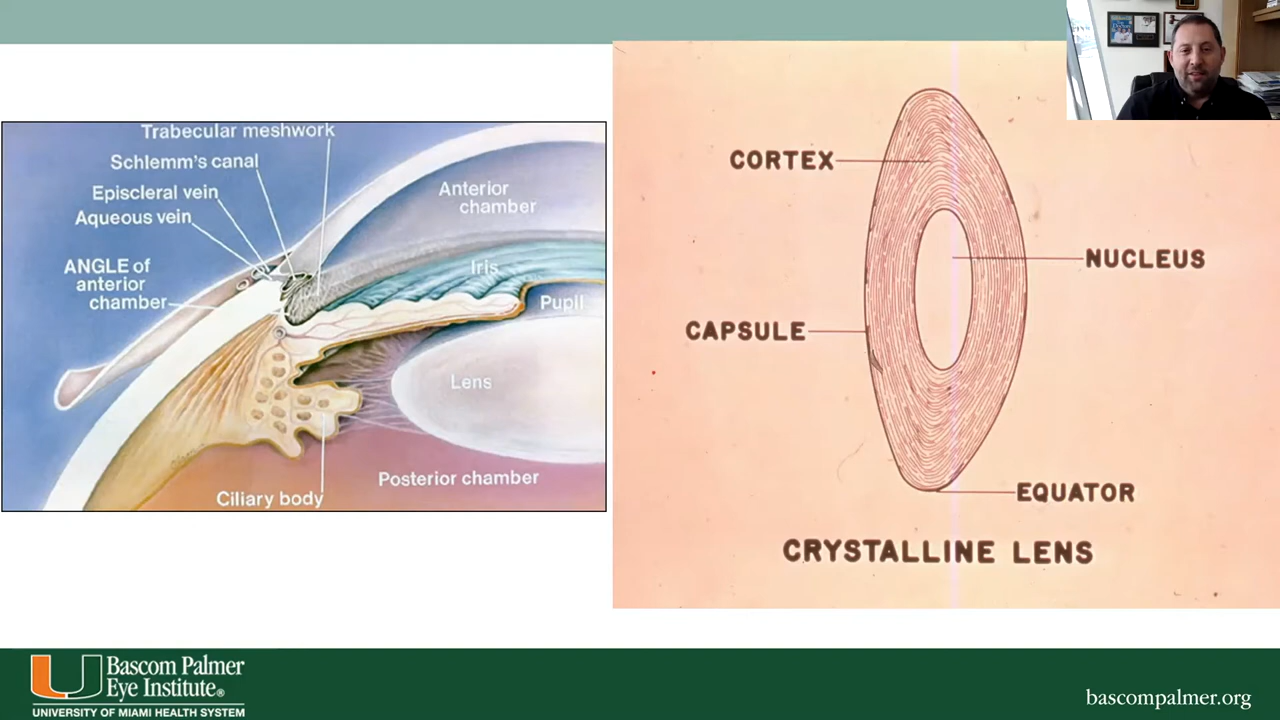 Trabecular meshwork
Schlemm's canal
Episcleral vein
Aqueous vein
ANGLE of
anterior
chamber
Anterior
chamber
Iris
Pupil
Lens
Posterior chamber
Ciliary body
CORTEX
NUCLEUS
CAPSULE
EQUATOR
CRYSTALLINE LENS
Bascom Palmer
Eye Institute®
UNIVERSITY OF MIAMI HEALTH SYSTEM
bascompalmer.org